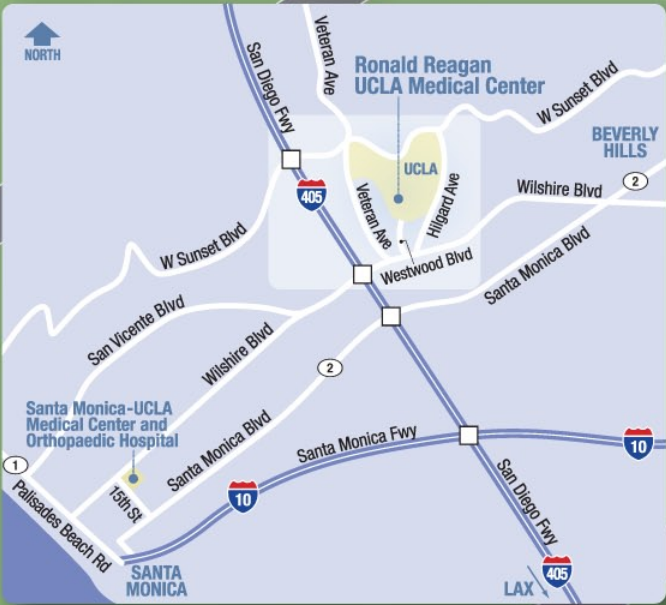 NORTH
San Diego Fwy
Veteran Ave
Ronald Reagan
UCLA Medical Center
W Sunset Blvd
BEVERLY
HILLS
2
UCLA
405
Veteran Ave
Hilgard Ave
Wilshire Blvd
W Sunset Blvd
Westwood Blvd
Santa Monica Blvd
San Vicente Blvd
Wilshire Blvd
2
Santa Monica-UCLA
Medical Center and
Orthopaedic Hospital
Santa Monica Blvd
Santa Monica Fwy
10
1
15th St
10
San Diego Fwy
Palisades Beach Rd
SANTA
MONICA
405
LAX